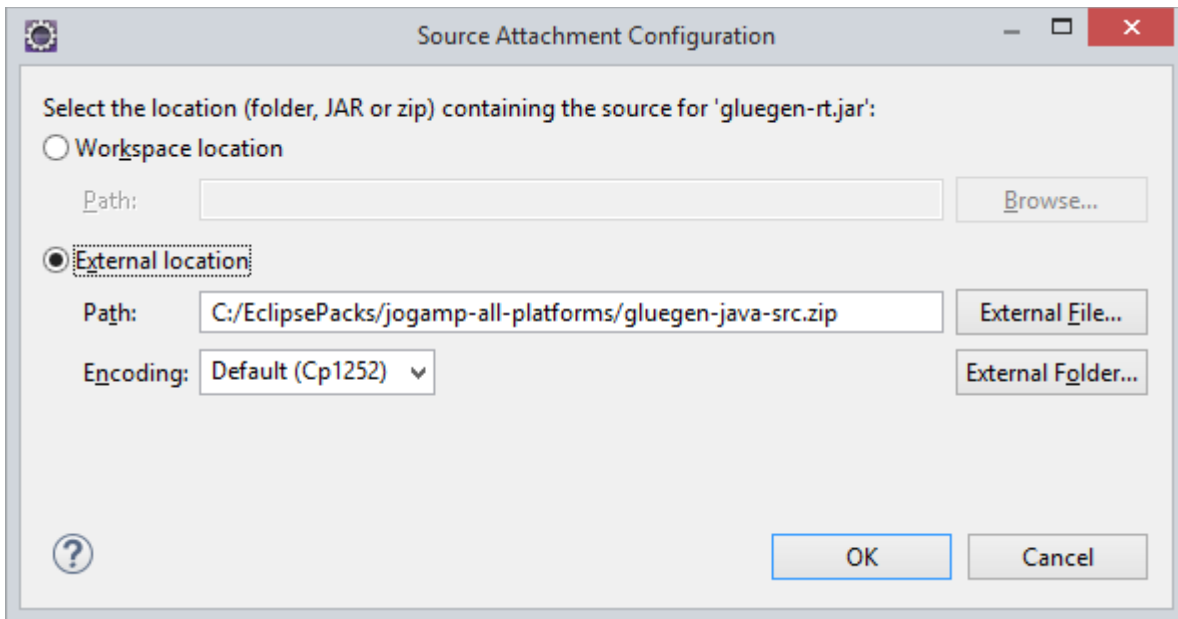 Source Attachment Configuration
Select the location (folder, JAR or zip) containing the source for 'gluegen-rt.jar':
Workspace location
Path:
Browse...
External location
Path: C:/EclipsePacks/jogamp-all-platforms/gluegen-java-src.zip External File...
Encoding: Default (Cp1252) External Folder...
?
OK Cancel